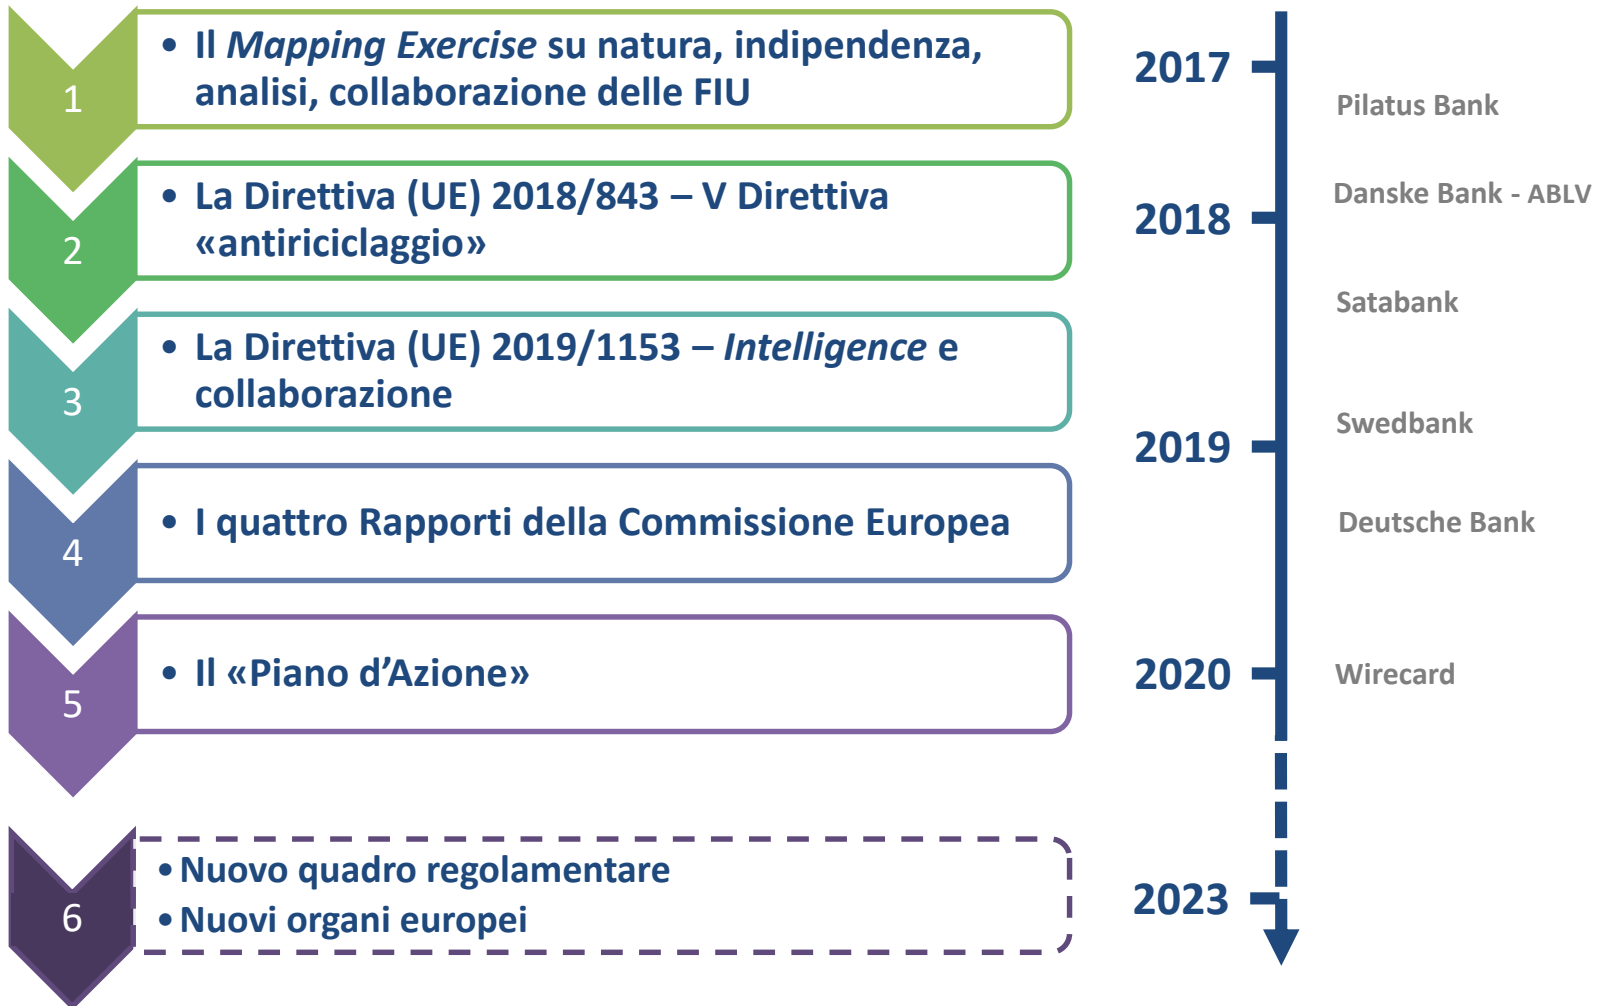 1
• Il Mapping Exercise su natura, indipendenza,
analisi, collaborazione delle FIU
2
• La Direttiva (UE) 2018/843 – V Direttiva
«antiriciclaggio»
3
• La Direttiva (UE) 2019/1153 – Intelligence e
collaborazione
4
• I quattro Rapporti della Commissione Europea
5
• Il «Piano d’Azione»
6
• Nuovo quadro regolamentare
• Nuovi organi europei
2017
Pilatus Bank
Danske Bank - ABLV
2018
Satabank
Swedbank
2019
Deutsche Bank
2020
Wirecard
2023